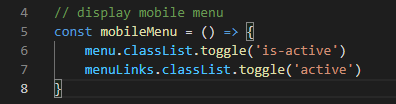 4 // display mobile menu
5 const mobileMenu = () => {
6     menu.classList.toggle('is-active')
7     menuLinks.classList.toggle('active')
8 }